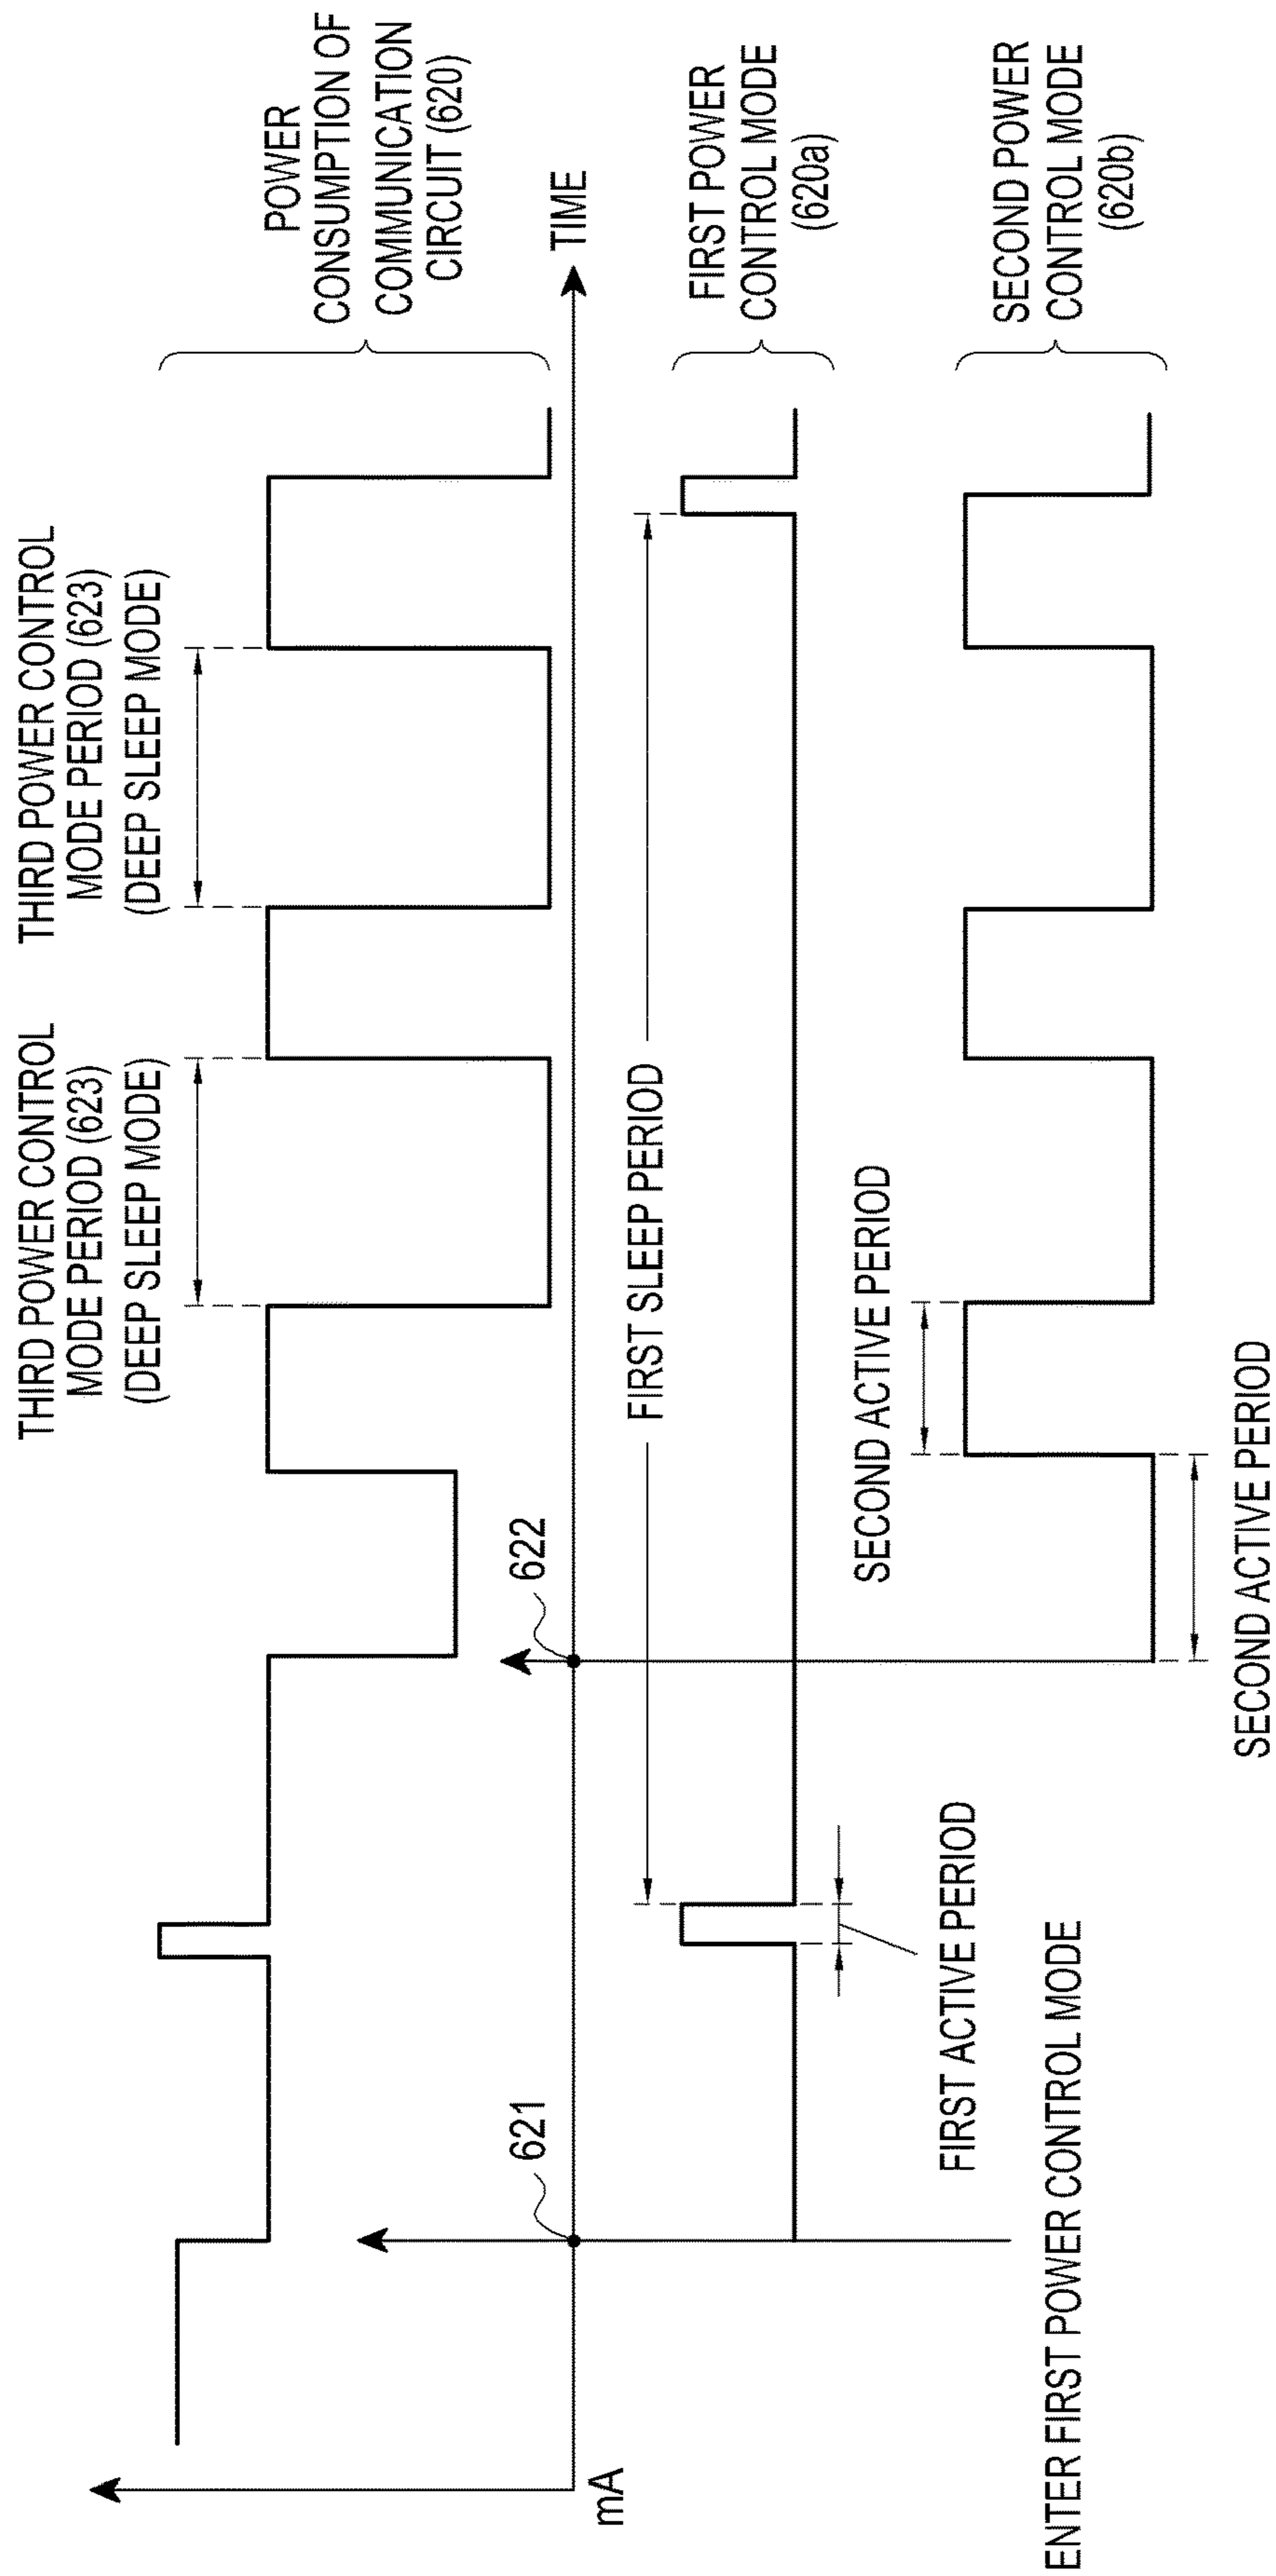 THIRD POWER CONTROL
MODE PERIOD (623)
(DEEP SLEEP MODE)
THIRD POWER CONTROL
MODE PERIOD (623)
(DEEP SLEEP MODE)
POWER
CONSUMPTION OF
COMMUNICATION
CIRCUIT (620)
621
622
TIME
mA
FIRST SLEEP PERIOD
FIRST POWER
CONTROL MODE
(620a)
FIRST ACTIVE PERIOD
SECOND ACTIVE PERIOD
SECOND POWER
CONTROL MODE
(620b)
ENTER FIRST POWER CONTROL MODE
SECOND ACTIVE PERIOD